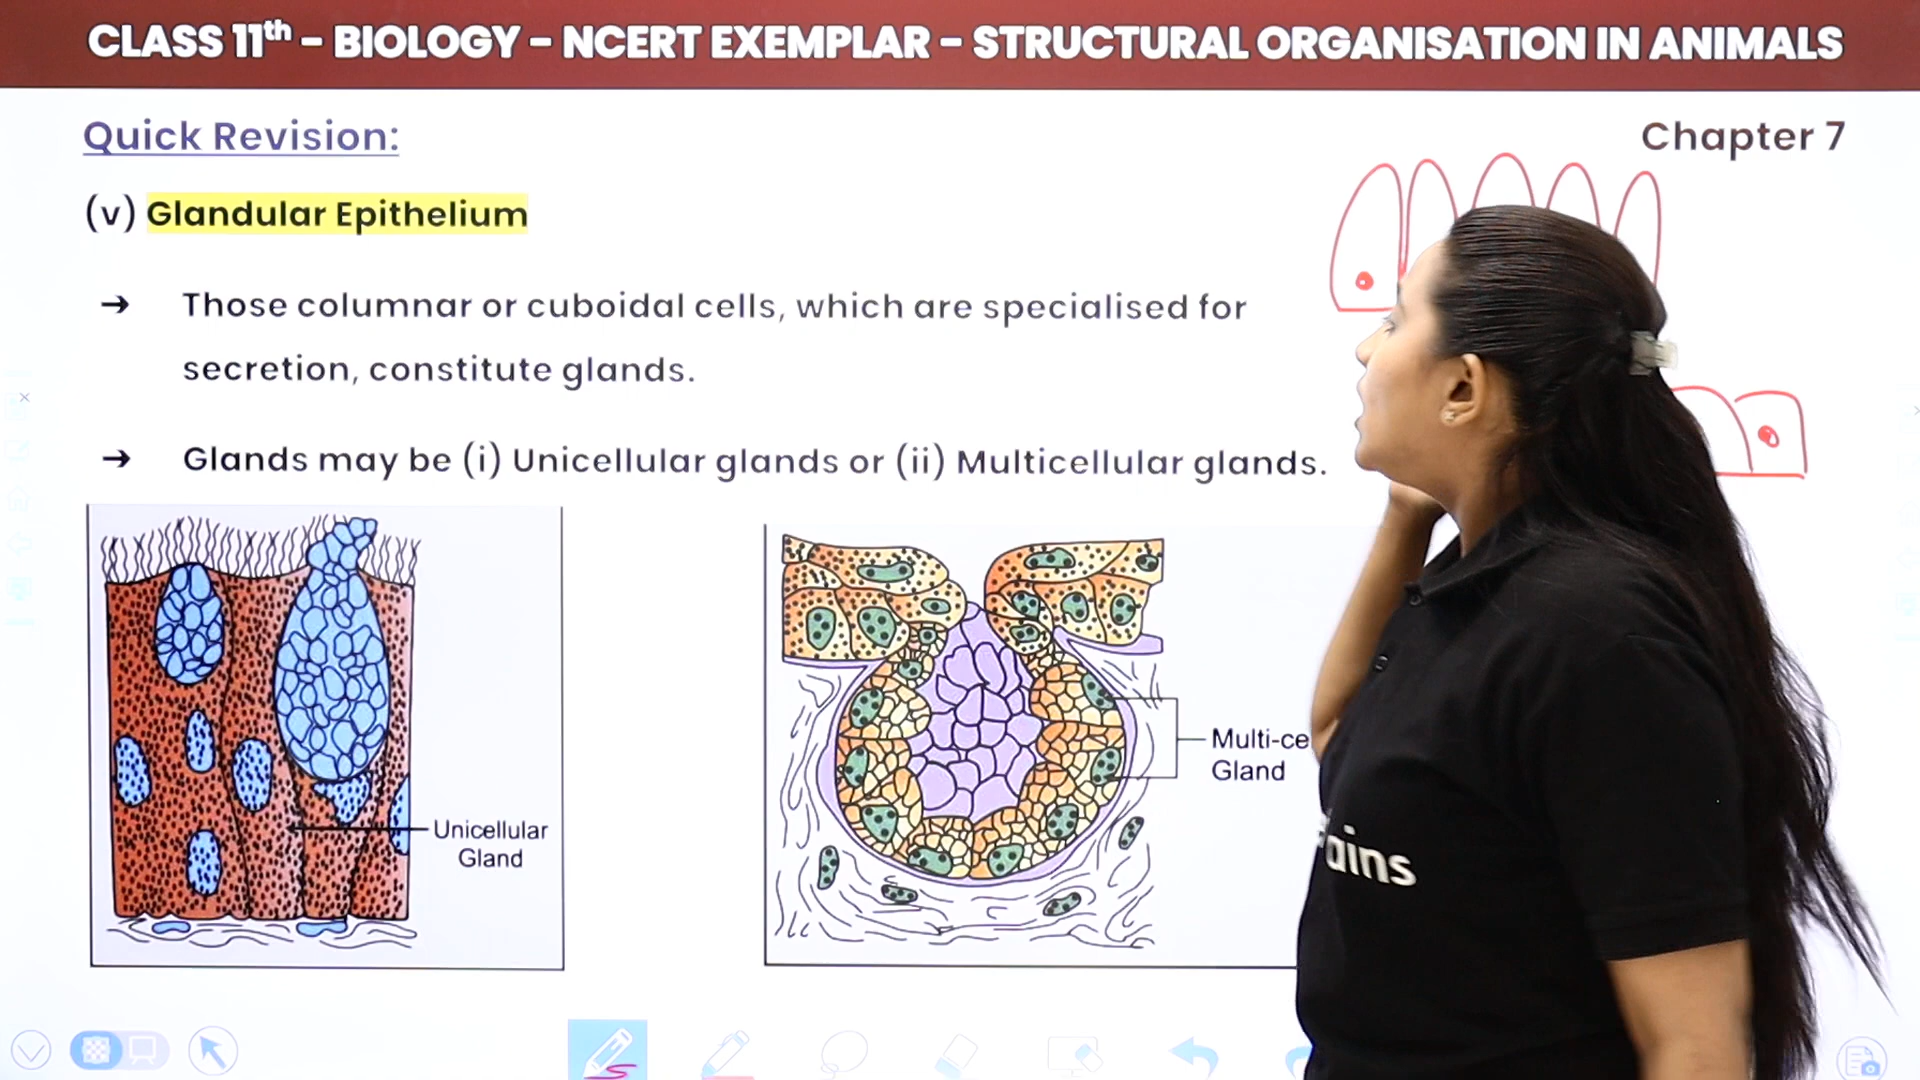 CLASS 11th – BIOLOGY – NCERT EXEMPLAR – STRUCTURAL ORGANISATION IN ANIMALS
Quick Revision:
Chapter 7
(v) Glandular Epithelium
→ Those columnar or cuboidal cells, which are specialised for
secretion, constitute glands.
→ Glands may be (i) Unicellular glands or (ii) Multicellular glands.
Unicellular
Gland
Multi-ce
Gland
ains